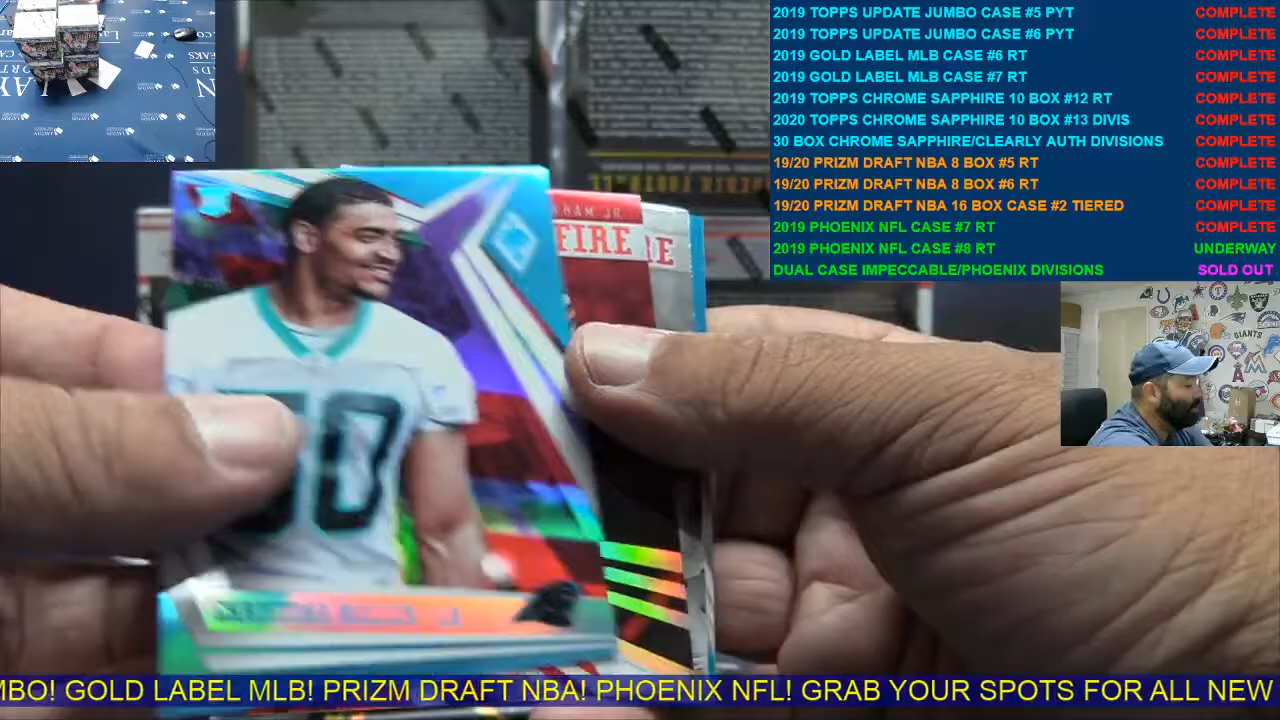 2019 TOPPS UPDATE JUMBO CASE #5 PYT COMPLETE
2019 TOPPS UPDATE JUMBO CASE #6 PYT COMPLETE
2019 GOLD LABEL MLB CASE #6 RT COMPLETE
2019 GOLD LABEL MLB CASE #7 RT COMPLETE
2019 TOPPS CHROME SAPPHIRE 10 BOX #12 RT COMPLETE
2020 TOPPS CHROME SAPPHIRE 10 BOX #13 DIVIS COMPLETE
30 BOX CHROME SAPPHIRE/CLEARLY AUTH DIVISIONS COMPLETE
19/20 PRIZM DRAFT NBA 8 BOX #5 RT COMPLETE
19/20 PRIZM DRAFT NBA 8 BOX #6 RT COMPLETE
19/20 PRIZM DRAFT NBA 16 BOX CASE #2 TIERED COMPLETE
2019 PHOENIX NFL CASE #7 RT COMPLETE
2019 PHOENIX NFL CASE #8 RT UNDERWAY
DUAL CASE IMPECCABLE/PHOENIX DIVISIONS SOLD OUT
HAM JR.
FIRE
RE
50
GIANTS
MBO! GOLD LABEL MLB! PRIZM DRAFT NBA! PHOENIX NFL! GRAB YOUR SPOTS FOR ALL NEW